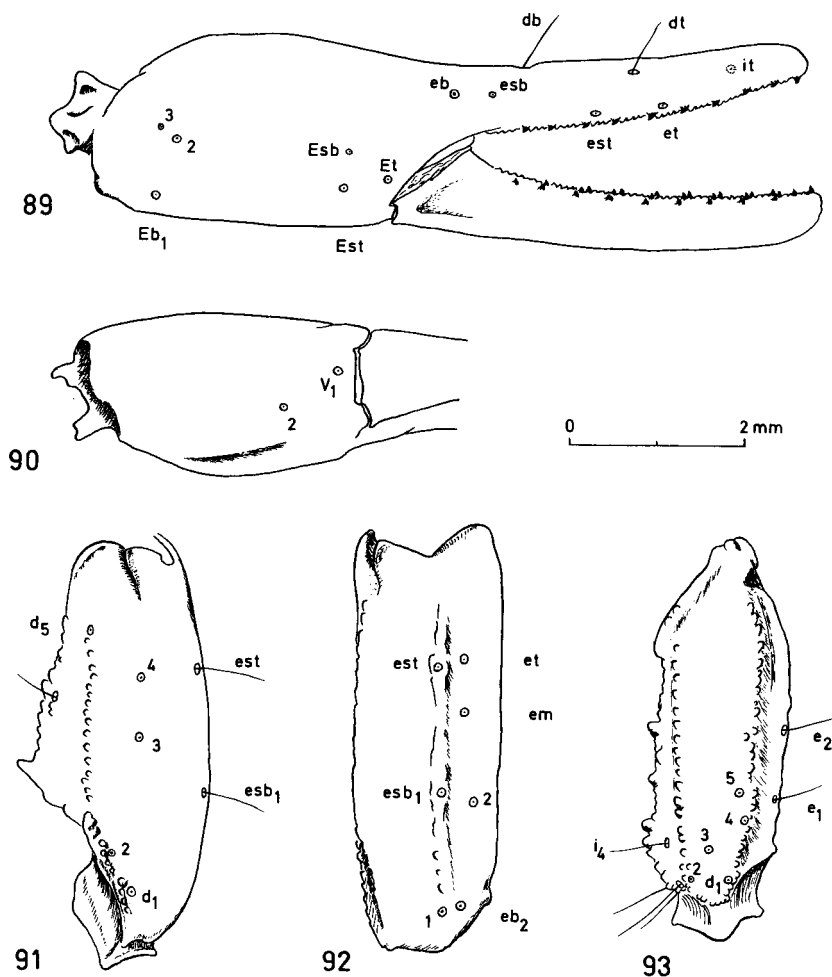 db
dt
it
eb
esb
3
2
est
et
Esb
Et
89
Eb₁
Est
V₁
2
90
0 2 mm
d₅
4
est
3
esb₁
2
d₁
91
est
et
em
esb₁
2
1
eb₂
92
e₂
5
e₁
4
i₄
3
2
d₁
93